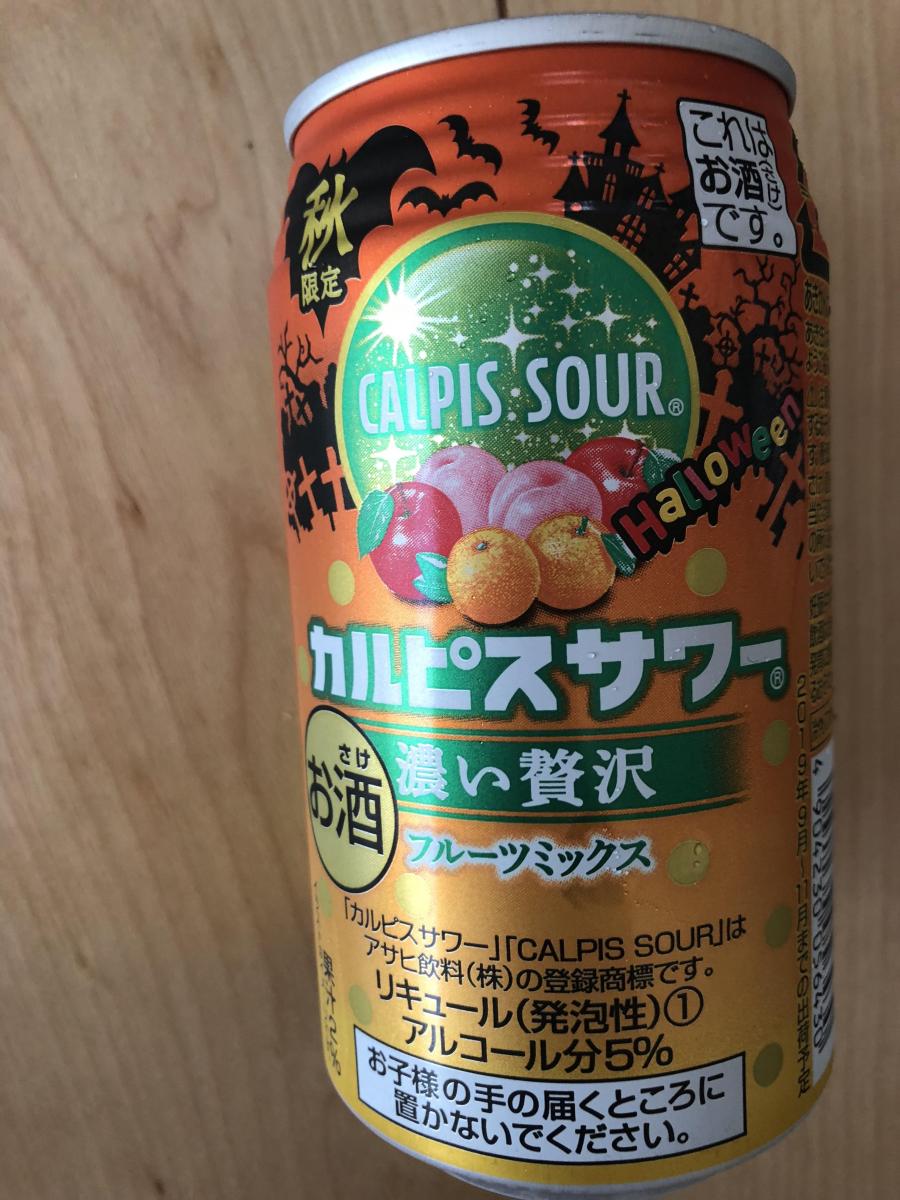 秋
限定
これは
お酒(さけ)
です。
CALPIS SOUR®
Halloween
カルピスサワー®
さけ
お酒
濃い贅沢
フルーツミックス
「カルピスサワー」「CALPIS SOUR」は
アサヒ飲料(株)の登録商標です。
リキュール(発泡性)①
アルコール分5%
お子様の手の届くところに
置かないでください。
2019年9月~11月までの出荷予定